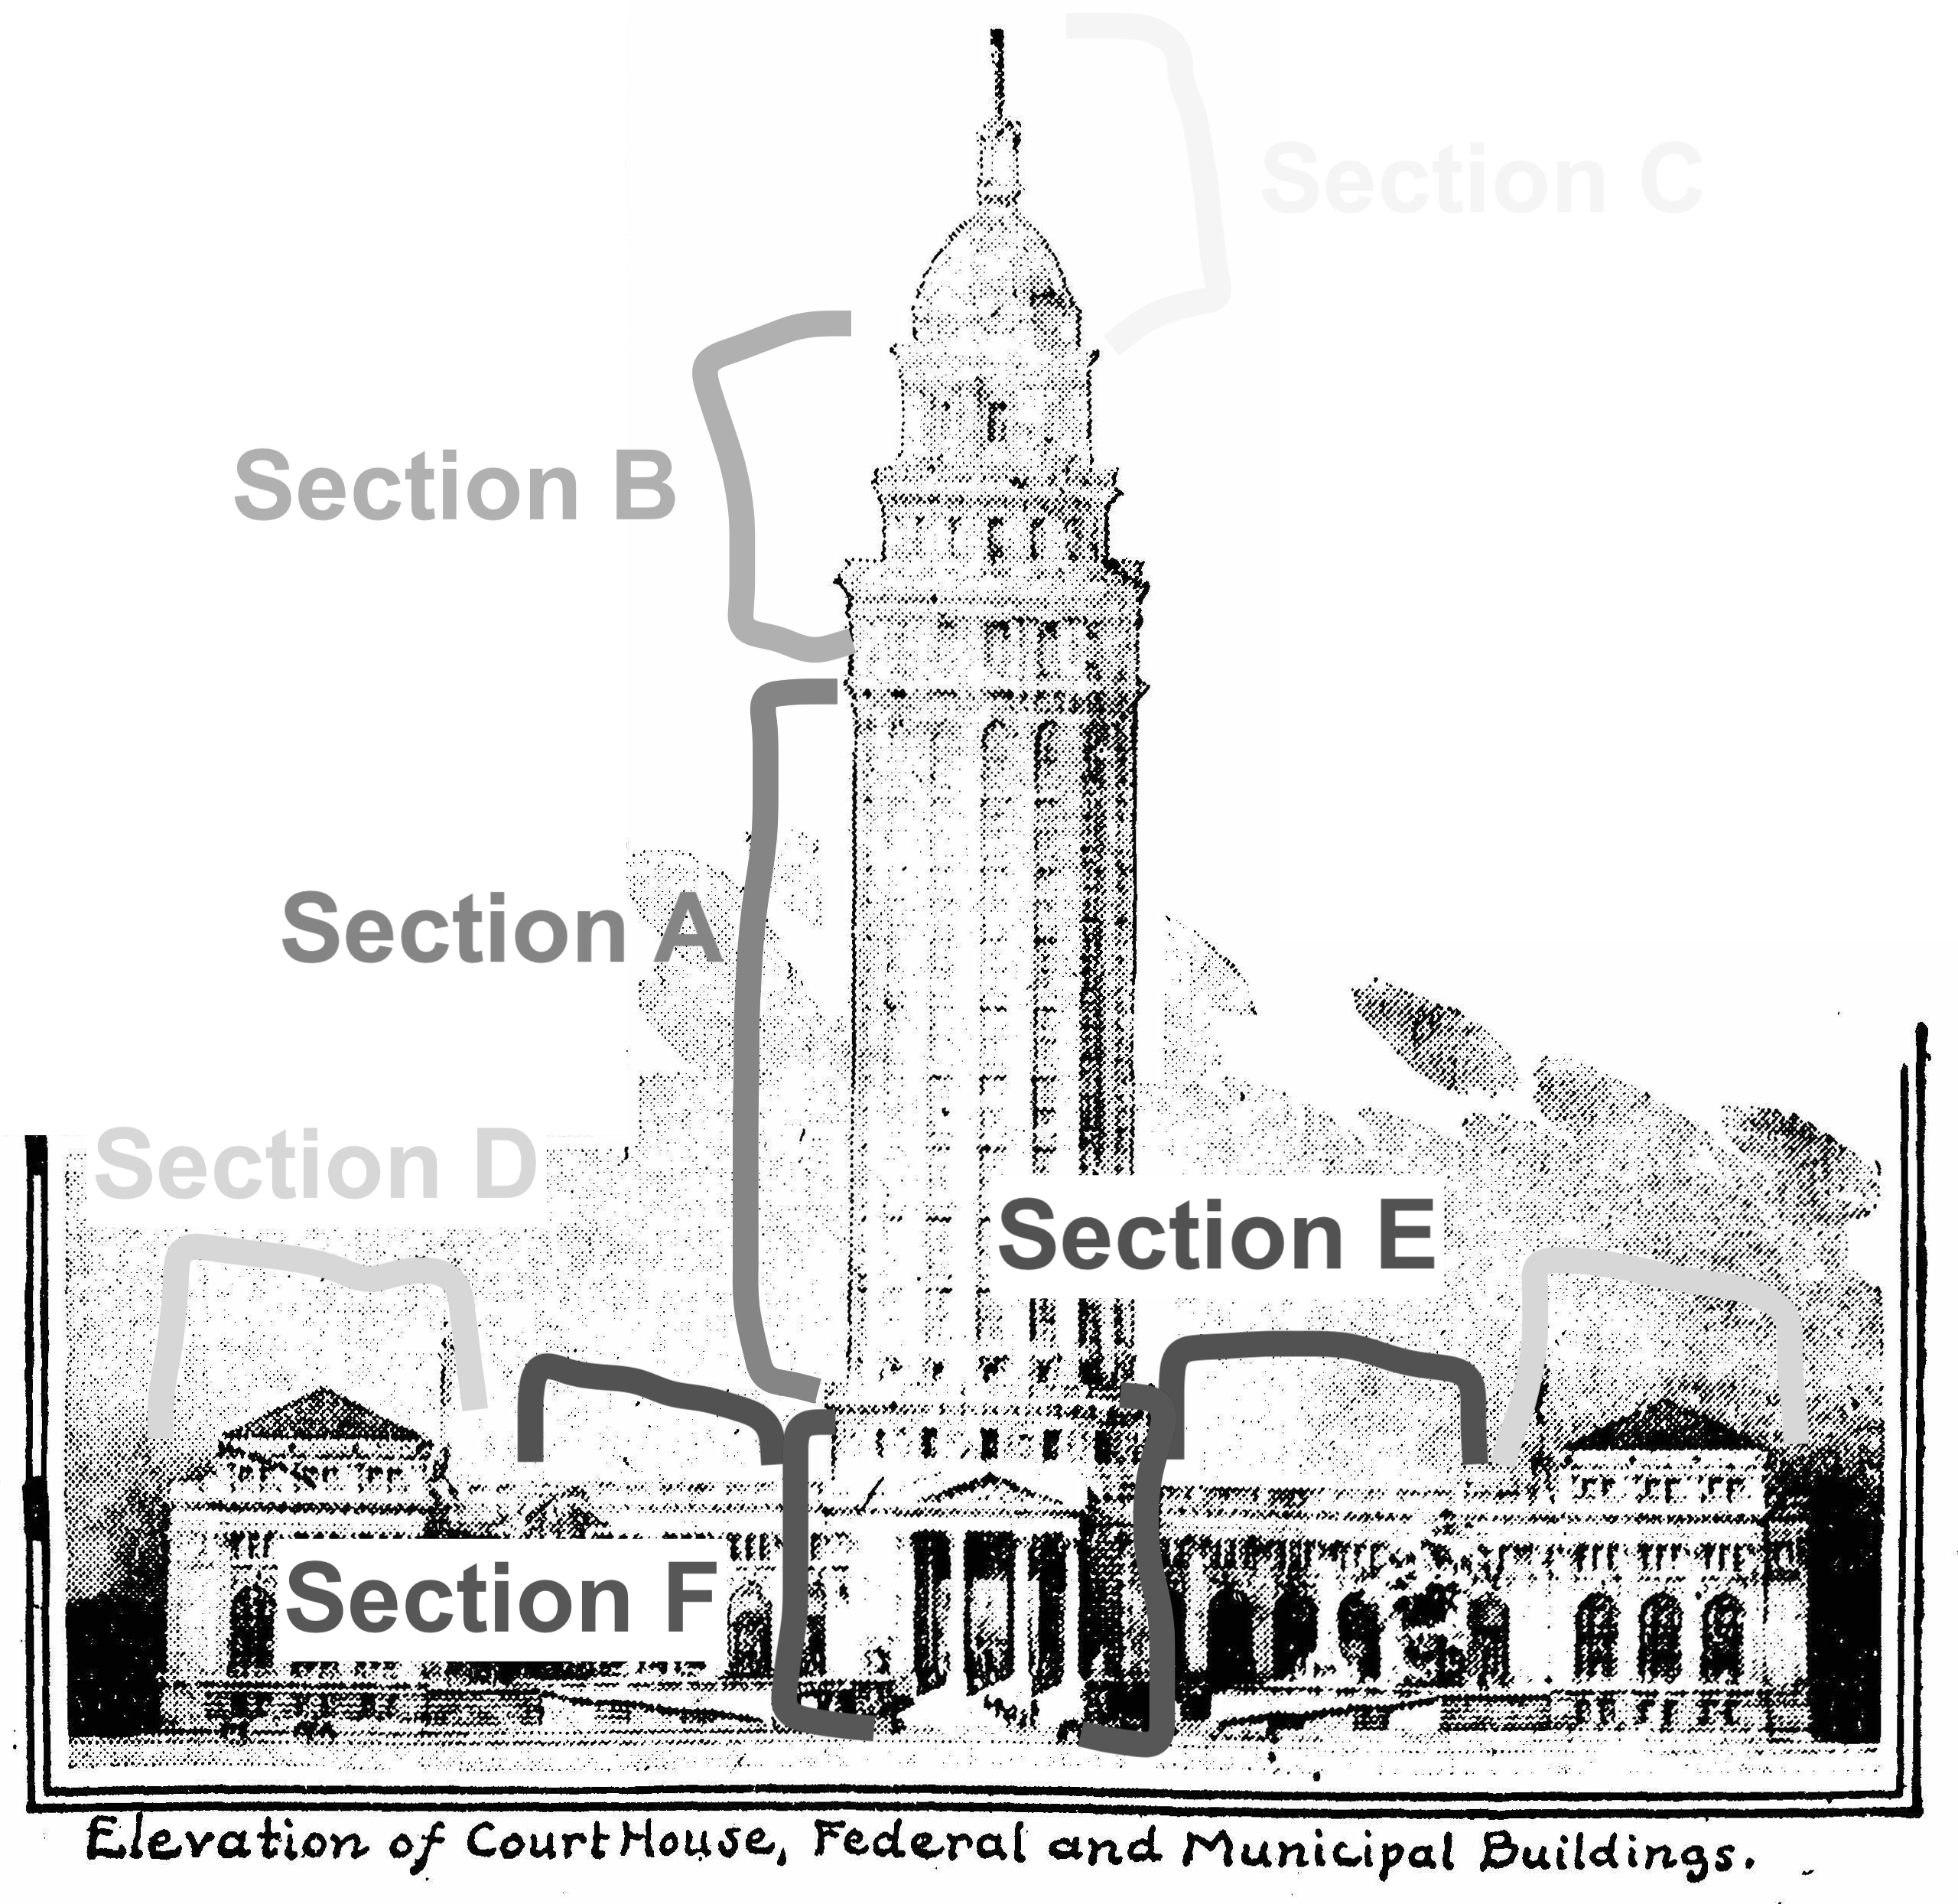 Section C
Section B
Section A
Section D
Section E
Section F
Elevation of Court House, Federal and Municipal Buildings.